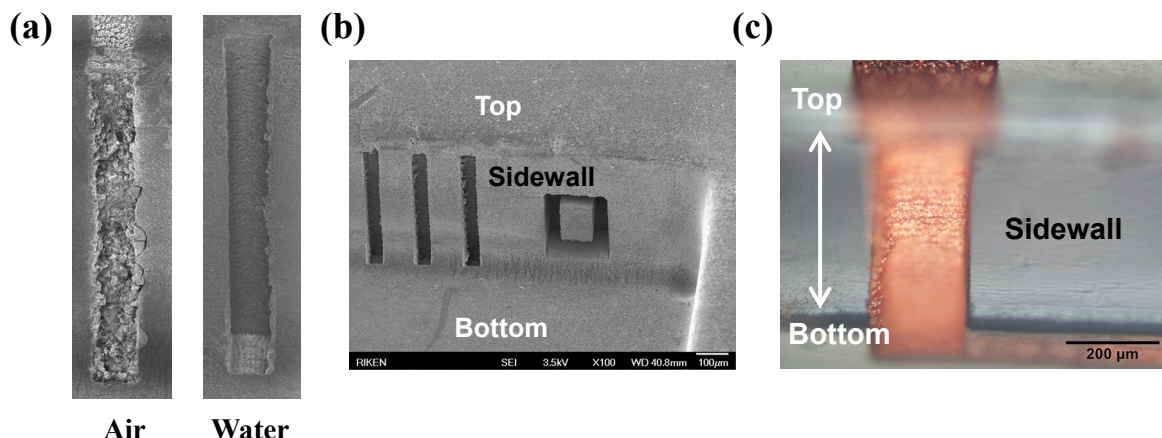 (a)
Air
Water
(b)
Top
Sidewall
Bottom
RIKEN SEI 3.5kV X100 WD 40.8mm 100μm
(c)
Top
Sidewall
Bottom
200 μm